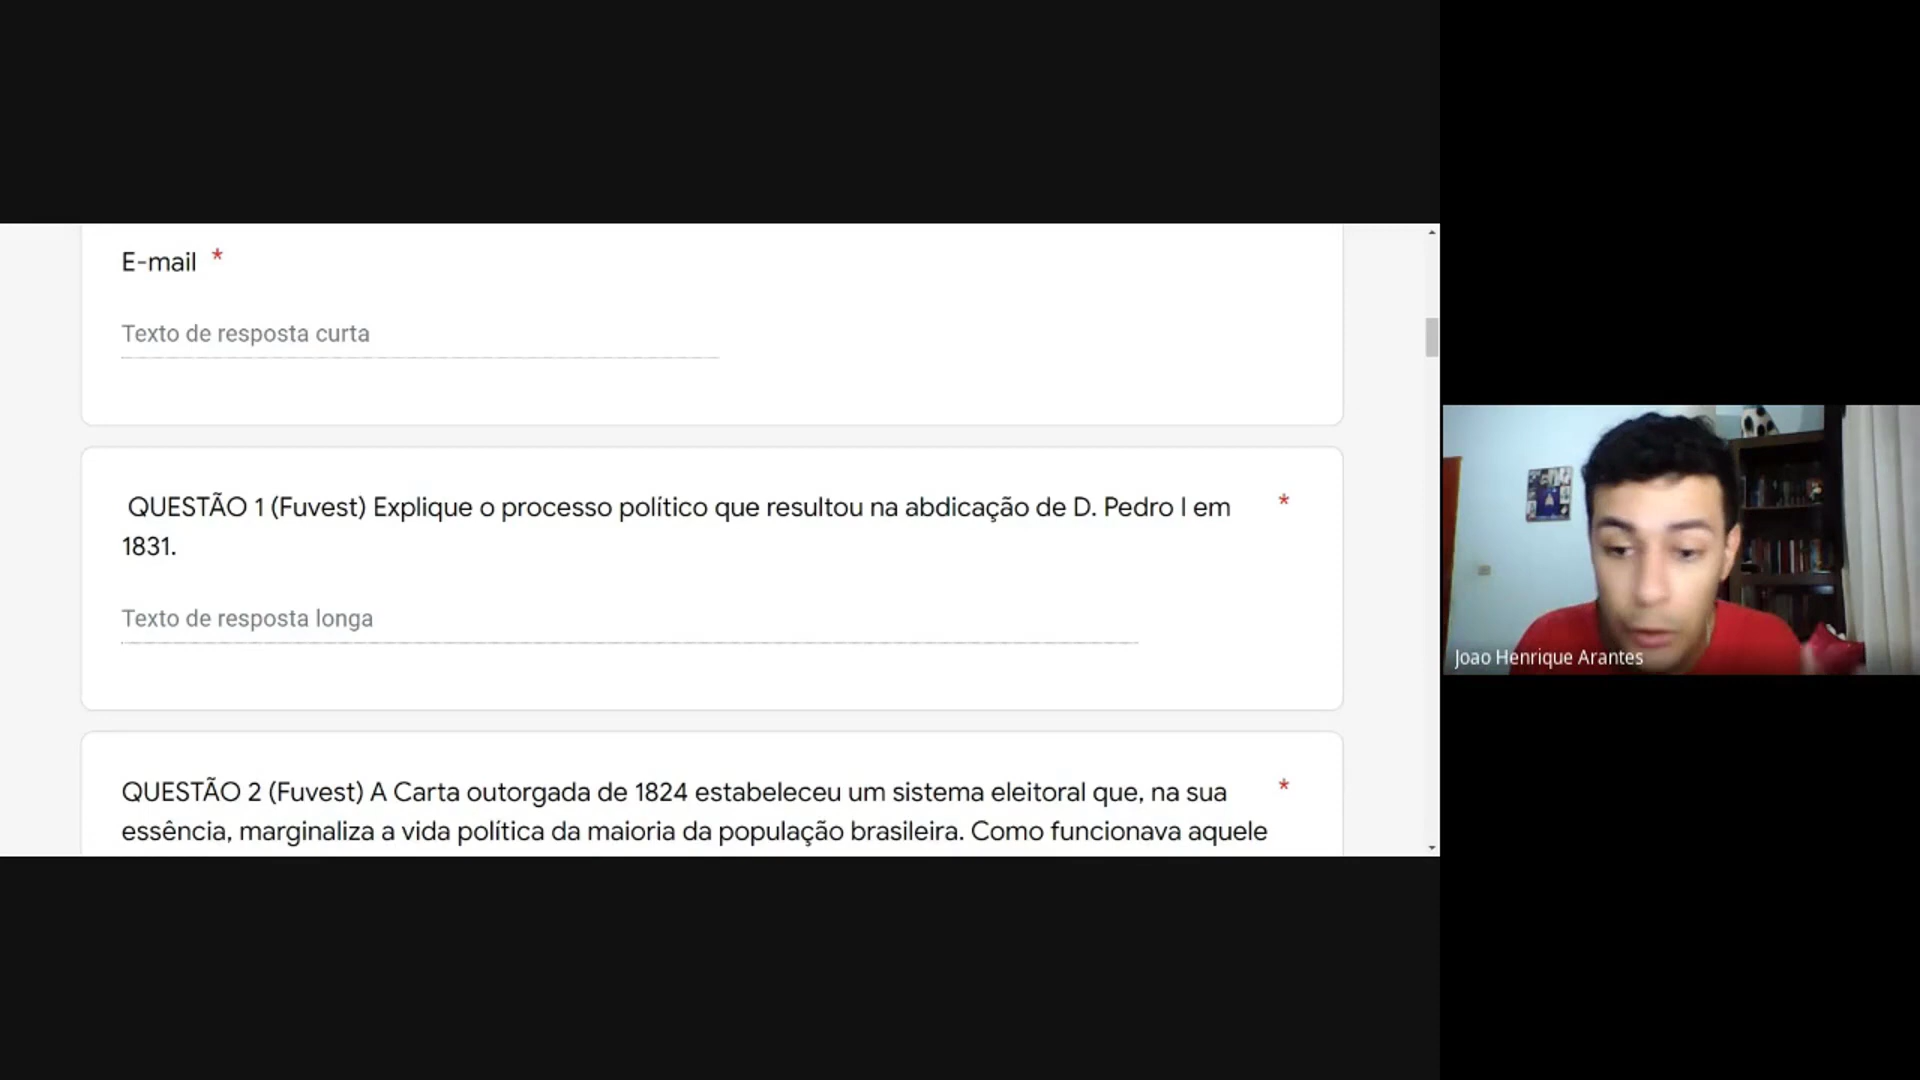 E-mail *
Texto de resposta curta
QUESTÃO 1 (Fuvest) Explique o processo político que resultou na abdicação de D. Pedro I em *
1831.
Texto de resposta longa
QUESTÃO 2 (Fuvest) A Carta outorgada de 1824 estabeleceu um sistema eleitoral que, na sua *
essência, marginaliza a vida política da maioria da população brasileira. Como funcionava aquele
Joao Henrique Arantes